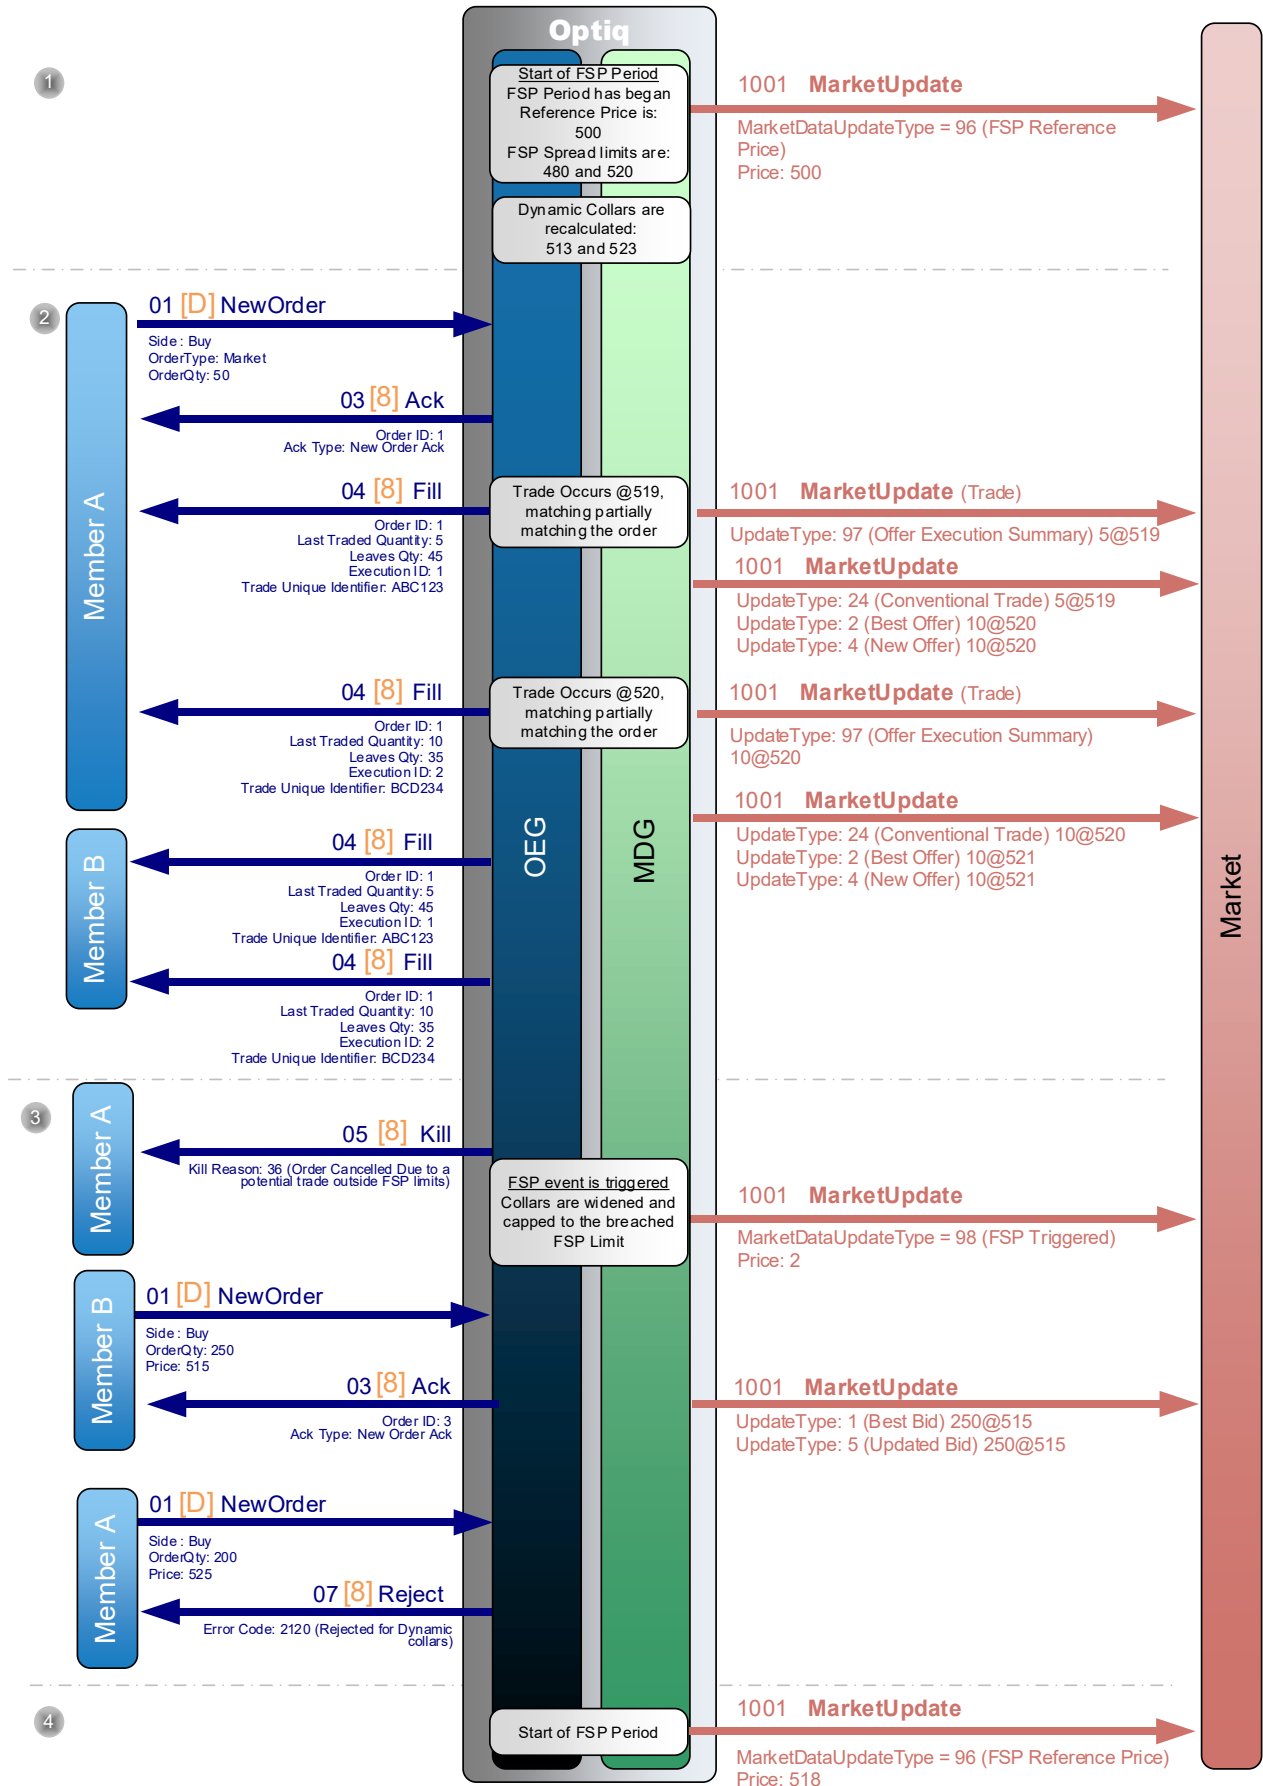 Optiq
1
Start of FSP Period
FSP Period has began
Reference Price is:
500
FSP Spread limits are:
480 and 520
1001 MarketUpdate
MarketDataUpdateType = 96 (FSP Reference
Price)
Price: 500
Dynamic Collars are
recalculated:
513 and 523
2
Member A
01 [D] NewOrder
Side : Buy
OrderType: Market
OrderQty: 50
03 [8] Ack
Order ID: 1
Ack Type: New Order Ack
04 [8] Fill
Order ID: 1
Last Traded Quantity: 5
Leaves Qty: 45
Execution ID: 1
Trade Unique Identifier: ABC123
Trade Occurs @519,
matching partially
matching the order
1001 MarketUpdate (Trade)
UpdateType: 97 (Offer Execution Summary) 5@519
1001 MarketUpdate
UpdateType: 24 (Conventional Trade) 5@519
UpdateType: 2 (Best Offer) 10@520
UpdateType: 4 (New Offer) 10@520
04 [8] Fill
Order ID: 1
Last Traded Quantity: 10
Leaves Qty: 35
Execution ID: 2
Trade Unique Identifier: BCD234
Trade Occurs @520,
matching partially
matching the order
1001 MarketUpdate (Trade)
UpdateType: 97 (Offer Execution Summary)
10@520
1001 MarketUpdate
UpdateType: 24 (Conventional Trade) 10@520
UpdateType: 2 (Best Offer) 10@521
UpdateType: 4 (New Offer) 10@521
OEG
MDG
Market
Member B
04 [8] Fill
Order ID: 1
Last Traded Quantity: 5
Leaves Qty: 45
Execution ID: 1
Trade Unique Identifier: ABC123
04 [8] Fill
Order ID: 1
Last Traded Quantity: 10
Leaves Qty: 35
Execution ID: 2
Trade Unique Identifier: BCD234
3
Member A
05 [8] Kill
Kill Reason: 36 (Order Cancelled Due to a
potential trade outside FSP limits)
FSP event is triggered
Collars are widened and
capped to the breached
FSP Limit
1001 MarketUpdate
MarketDataUpdateType = 98 (FSP Triggered)
Price: 2
Member B
01 [D] NewOrder
Side : Buy
OrderQty: 250
Price: 515
03 [8] Ack
Order ID: 3
Ack Type: New Order Ack
1001 MarketUpdate
UpdateType: 1 (Best Bid) 250@515
UpdateType: 5 (Updated Bid) 250@515
Member A
01 [D] NewOrder
Side : Buy
OrderQty: 200
Price: 525
07 [8] Reject
Error Code: 2120 (Rejected for Dynamic
collars)
4
Start of FSP Period
1001 MarketUpdate
MarketDataUpdateType = 96 (FSP Reference Price)
Price: 518